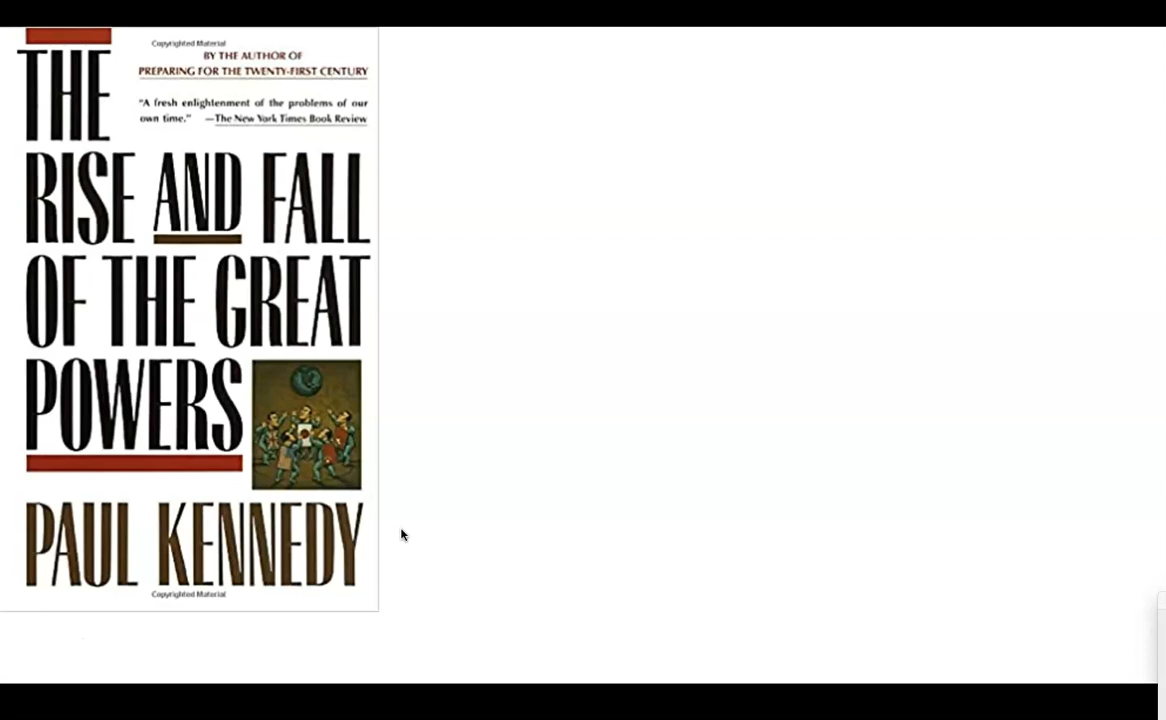 Copyrighted Material
BY THE AUTHOR OF
PREPARING FOR THE TWENTY-FIRST CENTURY
"A fresh enlightenment of the problems of our
own time." —The New York Times Book Review
THE
RISE AND FALL
OF THE GREAT
POWERS
PAUL KENNEDY
Copyrighted Material